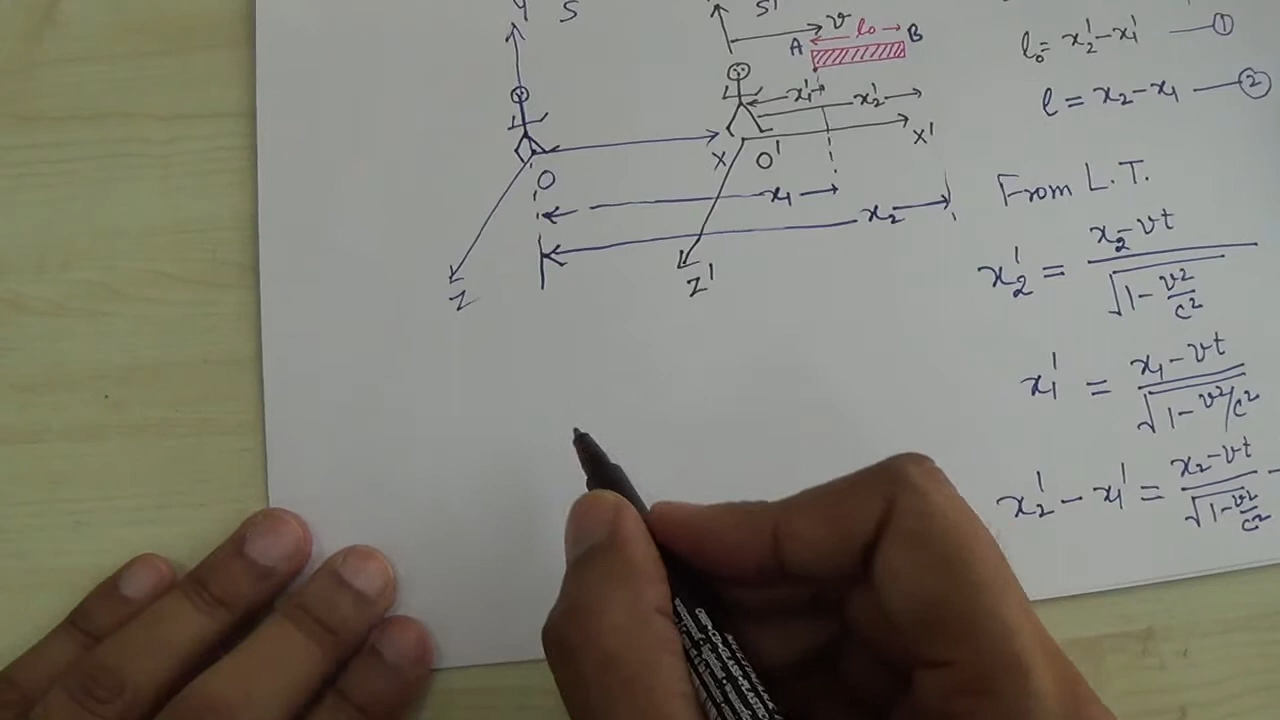 Y S
S'
v
A l₀ B
x₁' x₂'
X O' X'
O
x₁
x₂
Z Z'
l₀ = x₂' - x₁' — ①
l = x₂ - x₁ — ②
From L.T.
x₂' = x₂ - vt / √(1 - v²/c²)
x₁' = x₁ - vt / √(1 - v²/c²)
x₂' - x₁' = x₂ - vt / √(1 - v²/c²) -